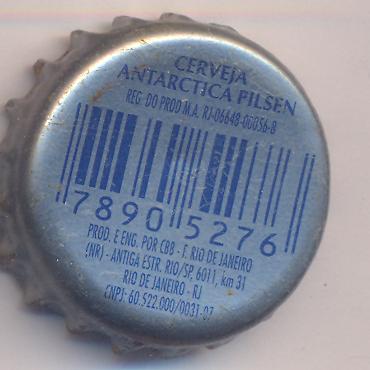 CERVEJA
ANTARCTICA PILSEN
REG. DO PROD M.A. RJ-06648-00056-8
7890 5276
PROD. E ENG. POR CBB - F. RIO DE JANEIRO
(NR) - ANTIGA ESTR. RIO/SP, 6011, km 31
RIO DE JANEIRO - RJ
CNPJ: 60.522.000/0031-07